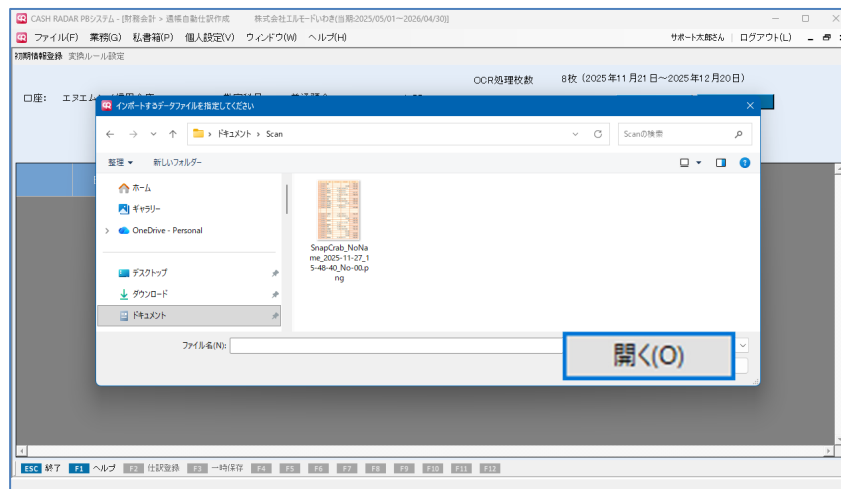 CASH RADAR PBシステム - [財務会計 > 通帳自動仕訳作成 株式会社エルモードいわき(当期:2025/05/01～2026/04/30)]
ファイル(F) 業務(G) 私書箱(P) 個人設定(V) ウィンドウ(W) ヘルプ(H) サポート太郎さん ログアウト(L)
初期情報登録 変換ルール設定
OCR処理枚数 8枚（2025年11月21日～2025年12月20日）
口座:
インポートするデータファイルを指定してください
ドキュメント > Scan Scanの検索
整理 新しいフォルダー
ホーム
ギャラリー
OneDrive - Personal
SnapCrab_NoNa
me_2025-11-27_1
5-48-40_No-00.p
ng
デスクトップ
ダウンロード
ドキュメント
ファイル名(N):
開く(O)
ESC 終了 F1 ヘルプ F2 仕訳登録 F3 一時保存 F4 F5 F6 F7 F8 F9 F10 F11 F12